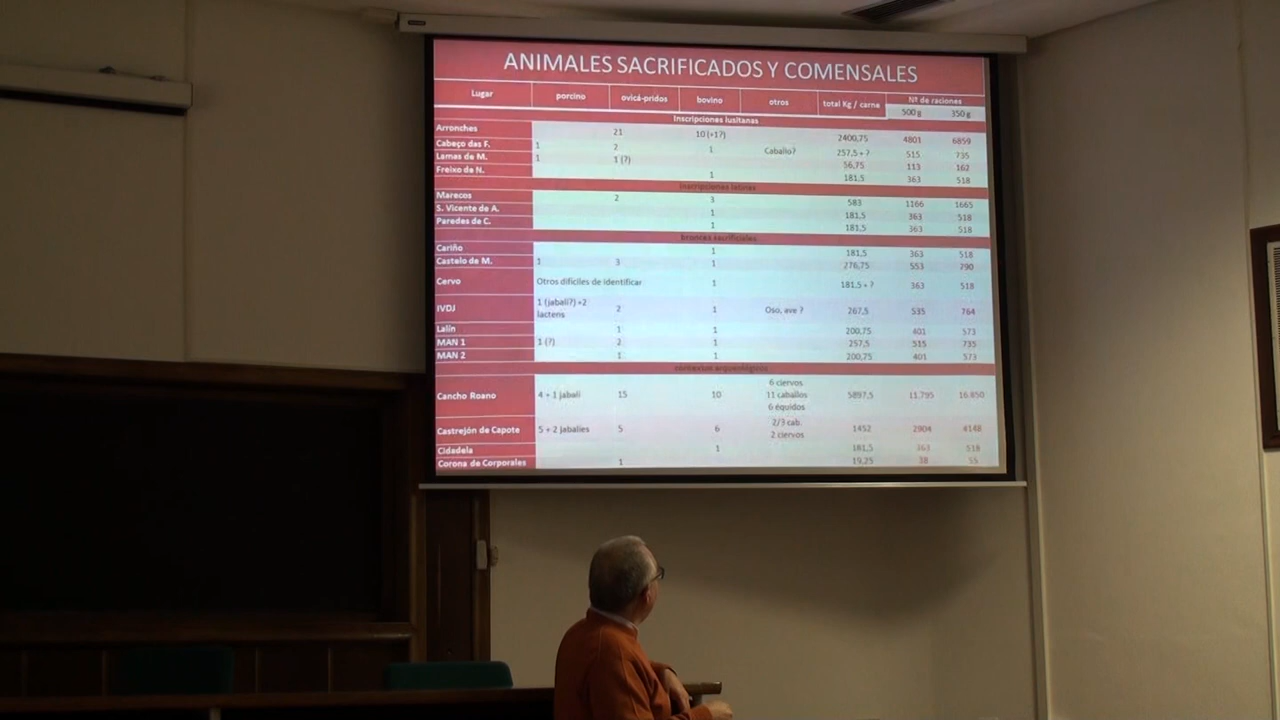 ANIMALES SACRIFICADOS Y COMENSALES
Lugar porcino ovicá-pridos bovino otros total Kg / carne Nº de raciones
500 g 350 g
Inscripciones lusitanas
Arronches 21 10 (+1?) 2400,75 4801 6859
Cabeço das F. 1 2 1 Caballo? 257,5 + ? 515 735
Lamas de M. 1 1 (?) 56,75 113 162
Freixo de N. 1 181,5 363 518
Inscripciones latinas
Marecos 2 3 583 1166 1665
S. Vicente de A. 1 181,5 363 518
Paredes de C. 1 181,5 363 518
bronces sacrificiales
Cariño 1 181,5 363 518
Castelo de M. 1 3 1 276,75 553 790
Cervo Otros difíciles de identificar 1 181,5 + ? 363 518
IVDJ 1 (jabalí?) +2 lactens 2 1 Oso, ave ? 267,5 535 764
Lalín 1 1 200,75 401 573
MAN 1 1 (?) 2 1 257,5 515 735
MAN 2 1 1 200,75 401 573
contextos arqueológicos
Cancho Roano 4 + 1 jabalí 15 10 6 ciervos 11 caballos 6 équidos 5897,5 11.795 16.850
Castrejón de Capote 5 + 2 jabalíes 5 6 2/3 cab. 2 ciervos 1452 2904 4148
Cidadela 1 181,5 363 518
Corona de Corporales 1 19,25 38 55